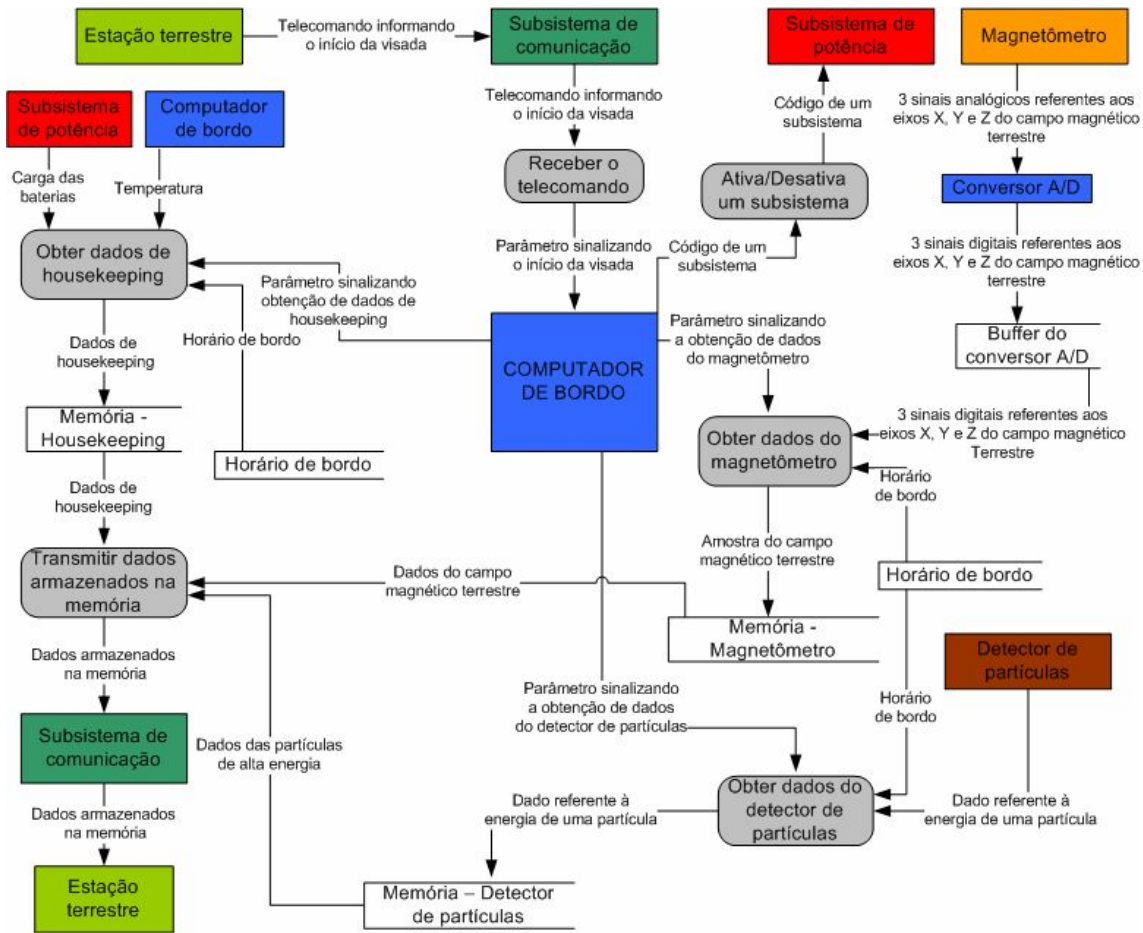 Estação terrestre
Telecomando informando
o início da visada
Subsistema de
comunicação
Subsistema de
potência
Magnetômetro
Subsistema
de potência
Computador
de bordo
Telecomando informando
o início da visada
Código de um
subsistema
3 sinais analógicos referentes aos
eixos X, Y e Z do campo magnético
terrestre
Carga das
baterias
Temperatura
Receber o
telecomando
Ativa/Desativa
um subsistema
Conversor A/D
Obter dados de
housekeeping
Parâmetro sinalizando
o início da visada
Código de um
subsistema
3 sinais digitais referentes aos
eixos X, Y e Z do campo magnético
terrestre
Parâmetro sinalizando
obtenção de dados de
housekeeping
Horário de bordo
Dados de
housekeeping
COMPUTADOR
DE BORDO
Parâmetro sinalizando
a obtenção de dados
do magnetômetro
Buffer do
conversor A/D
Memória -
Housekeeping
Horário de bordo
Obter dados do
magnetômetro
3 sinais digitais referentes aos
eixos X, Y e Z do campo magnético
Terrestre
Dados de
housekeeping
Horário
de bordo
Amostra do campo
magnético terrestre
Transmitir dados
armazenados na
memória
Dados do campo
magnético terrestre
Horário de bordo
Memória -
Magnetômetro
Detector de
partículas
Dados armazenados
na memória
Parâmetro sinalizando
a obtenção de dados
do detector de partículas
Horário
de bordo
Subsistema de
comunicação
Dados das partículas
de alta energia
Obter dados do
detector de
partículas
Dado referente à
energia de uma partícula
Dado referente à
energia de uma partícula
Dados armazenados
na memória
Estação
terrestre
Memória – Detector
de partículas